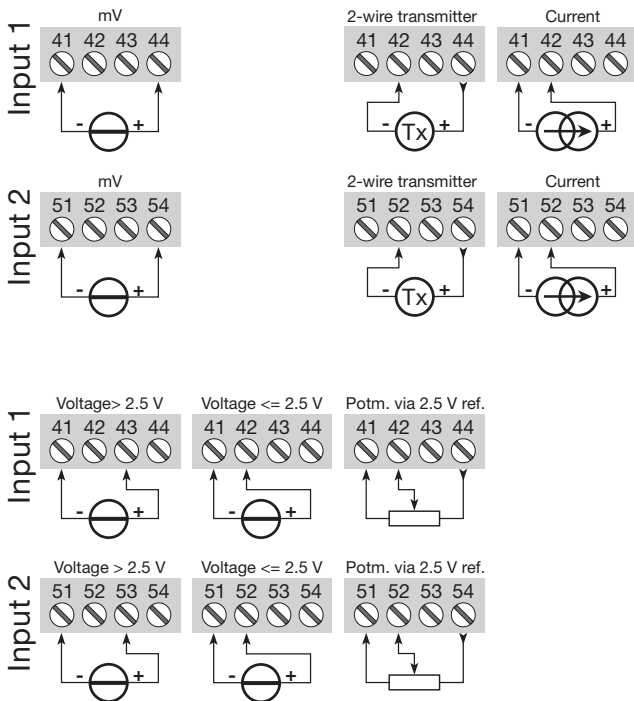 Input 1
mV
41 42 43 44
- +
2-wire transmitter
41 42 43 44
- Tx +
Current
41 42 43 44
- +
Input 2
mV
51 52 53 54
- +
2-wire transmitter
51 52 53 54
- Tx +
Current
51 52 53 54
- +
Input 1
Voltage> 2.5 V
41 42 43 44
- +
Voltage <= 2.5 V
41 42 43 44
- +
Potm. via 2.5 V ref.
41 42 43 44
Input 2
Voltage > 2.5 V
51 52 53 54
- +
Voltage <= 2.5 V
51 52 53 54
- +
Potm. via 2.5 V ref.
51 52 53 54